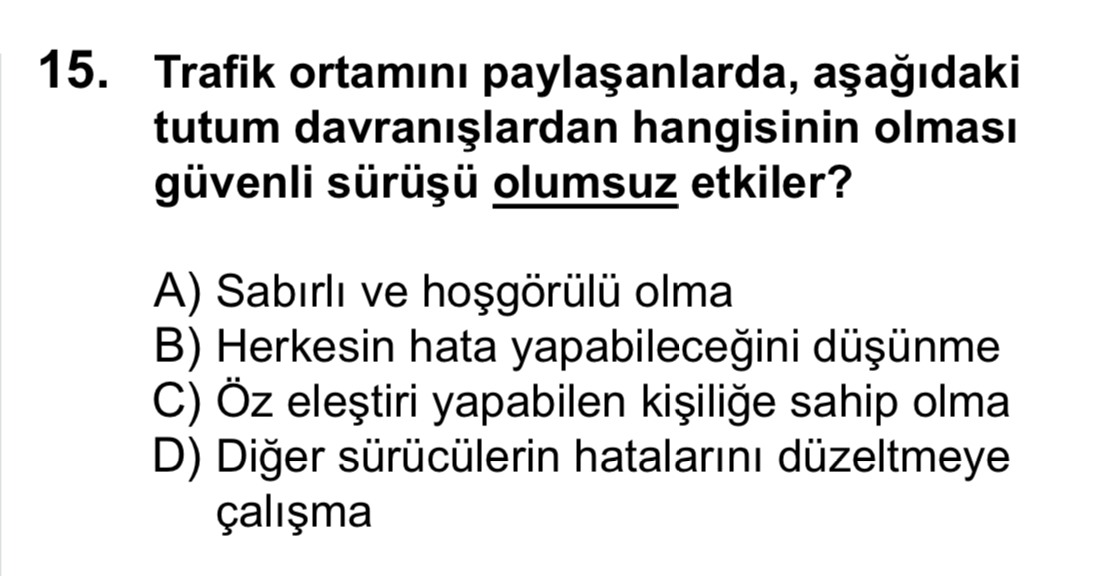 15. Trafik ortamını paylaşanlarda, aşağıdaki
tutum davranışlardan hangisinin olması
güvenli sürüşü olumsuz etkiler?
A) Sabırlı ve hoşgörülü olma
B) Herkesin hata yapabileceğini düşünme
C) Öz eleştiri yapabilen kişiliğe sahip olma
D) Diğer sürücülerin hatalarını düzeltmeye
çalışma